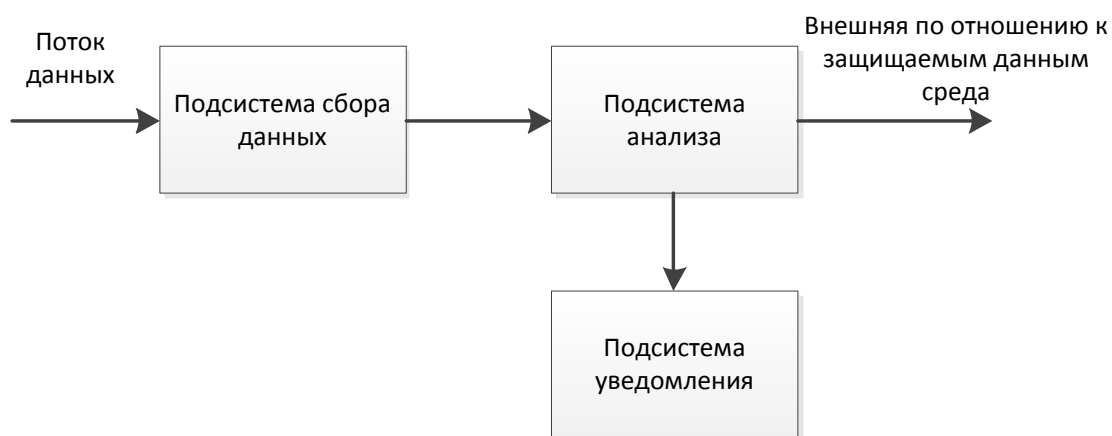 Поток
данных
Подсистема сбора
данных
Подсистема
анализа
Внешняя по отношению к
защищаемым данным
среда
Подсистема
уведомления